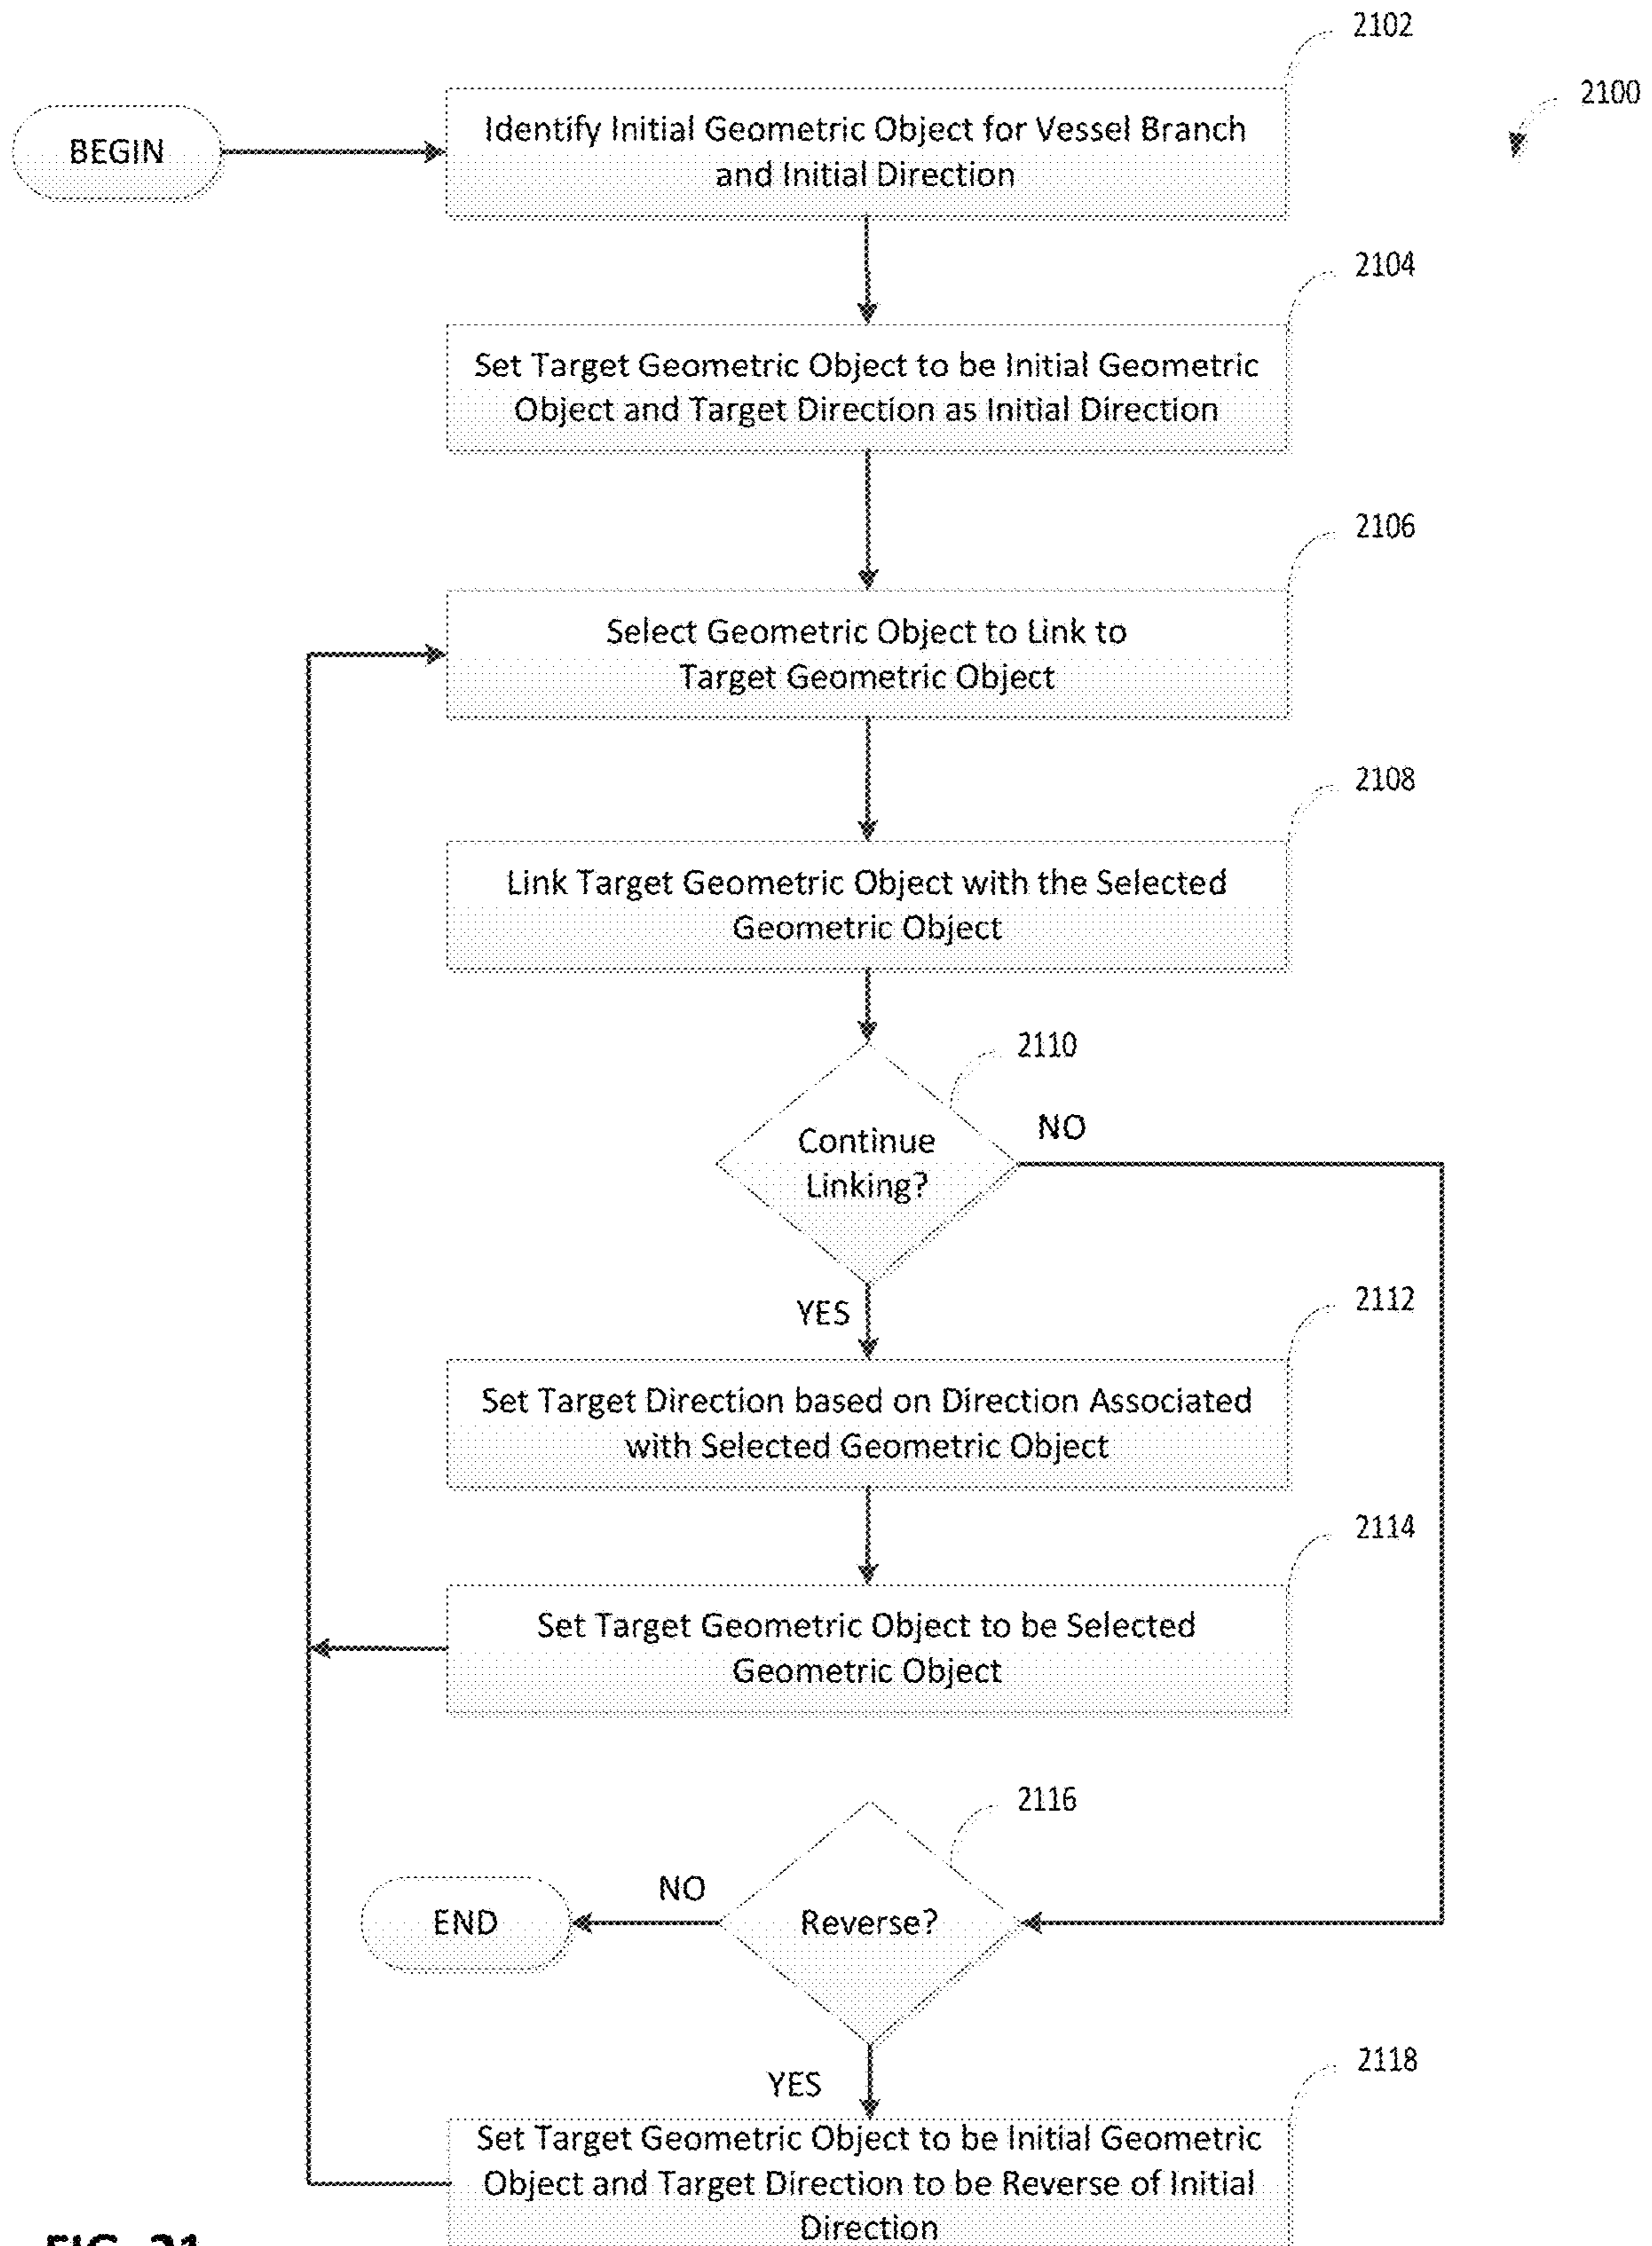 2102
2100
BEGIN
Identify Initial Geometric Object for Vessel Branch
and Initial Direction
2104
Set Target Geometric Object to be Initial Geometric
Object and Target Direction as Initial Direction
2106
Select Geometric Object to Link to
Target Geometric Object
2108
Link Target Geometric Object with the Selected
Geometric Object
2110
Continue
Linking?
NO
YES
2112
Set Target Direction based on Direction Associated
with Selected Geometric Object
2114
Set Target Geometric Object to be Selected
Geometric Object
2116
Reverse?
NO
END
YES
2118
Set Target Geometric Object to be Initial Geometric
Object and Target Direction to be Reverse of Initial
Direction
FIG. 21